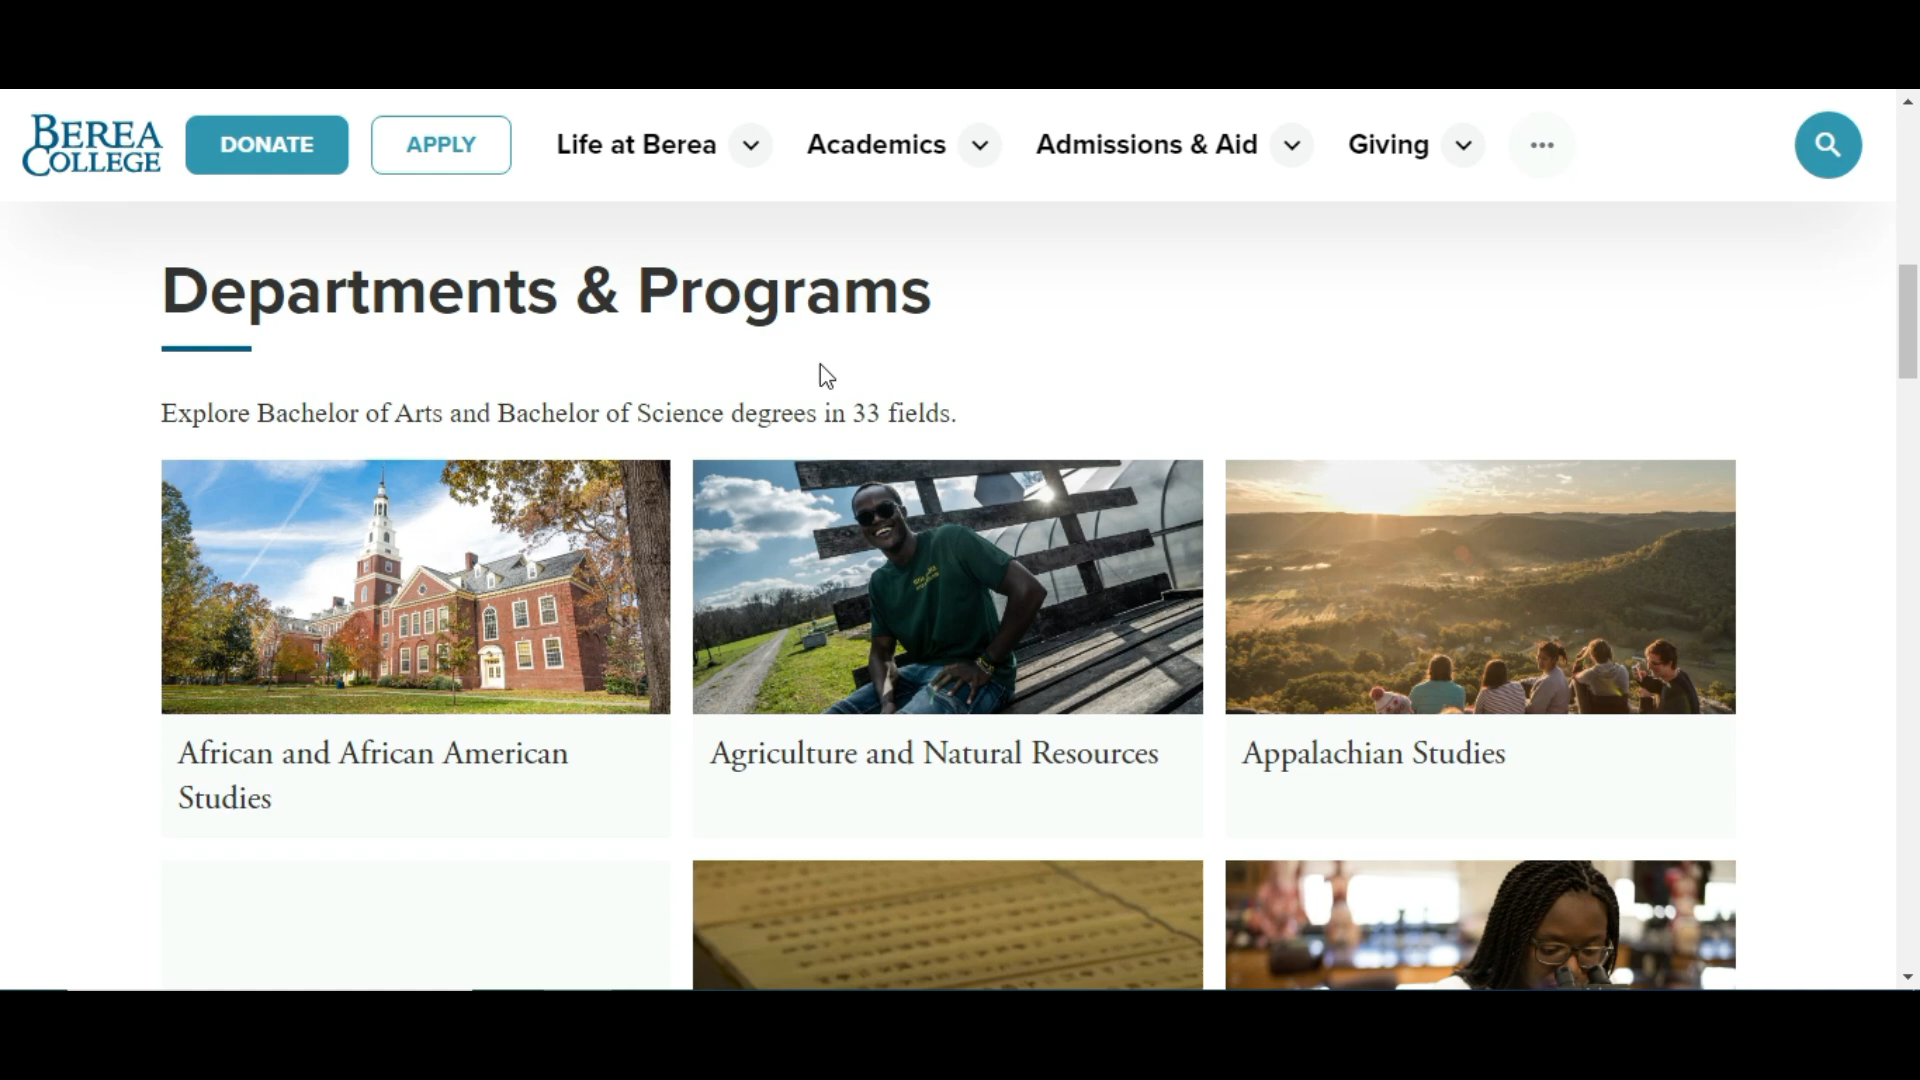 BEREA
COLLEGE
DONATE
APPLY
Life at Berea
Academics
Admissions & Aid
Giving
Departments & Programs
Explore Bachelor of Arts and Bachelor of Science degrees in 33 fields.
African and African American
Studies
Agriculture and Natural Resources
Appalachian Studies